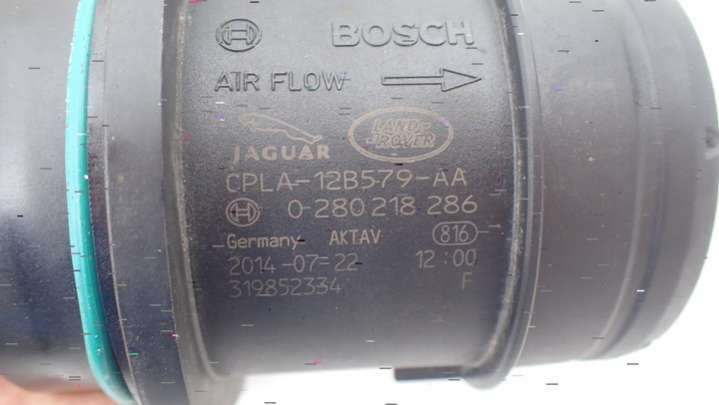 BOSCH
AIR FLOW
JAGUAR LAND ROVER
CPLA-12B579-AA
0 280 218 286
Germany AKTAV 816
2014-07-22 12:00
319852334 F